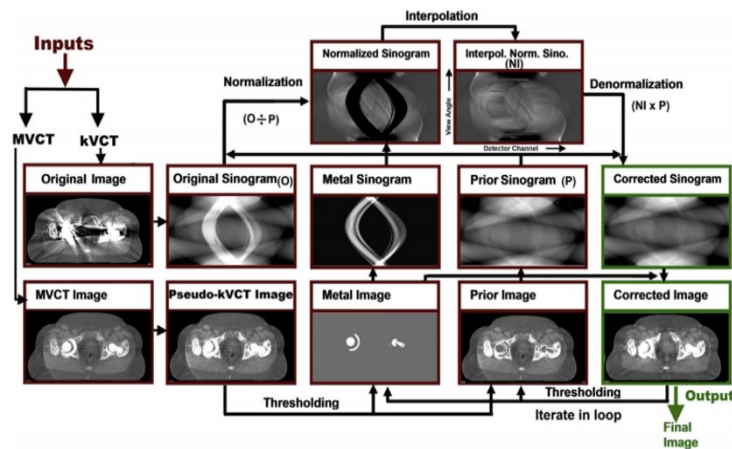 Interpolation
Inputs
Normalized Sinogram
Interpol. Norm. Sino.
(NI)
Normalization
(O÷P)
View Angle
Denormalization
(NI x P)
MVCT
kVCT
Detector Channel
Original Image
Original Sinogram(O)
Metal Sinogram
Prior Sinogram (P)
Corrected Sinogram
MVCT Image
Pseudo-kVCT Image
Metal Image
Prior Image
Corrected Image
Thresholding
Thresholding
Iterate in loop
Output
Final
Image